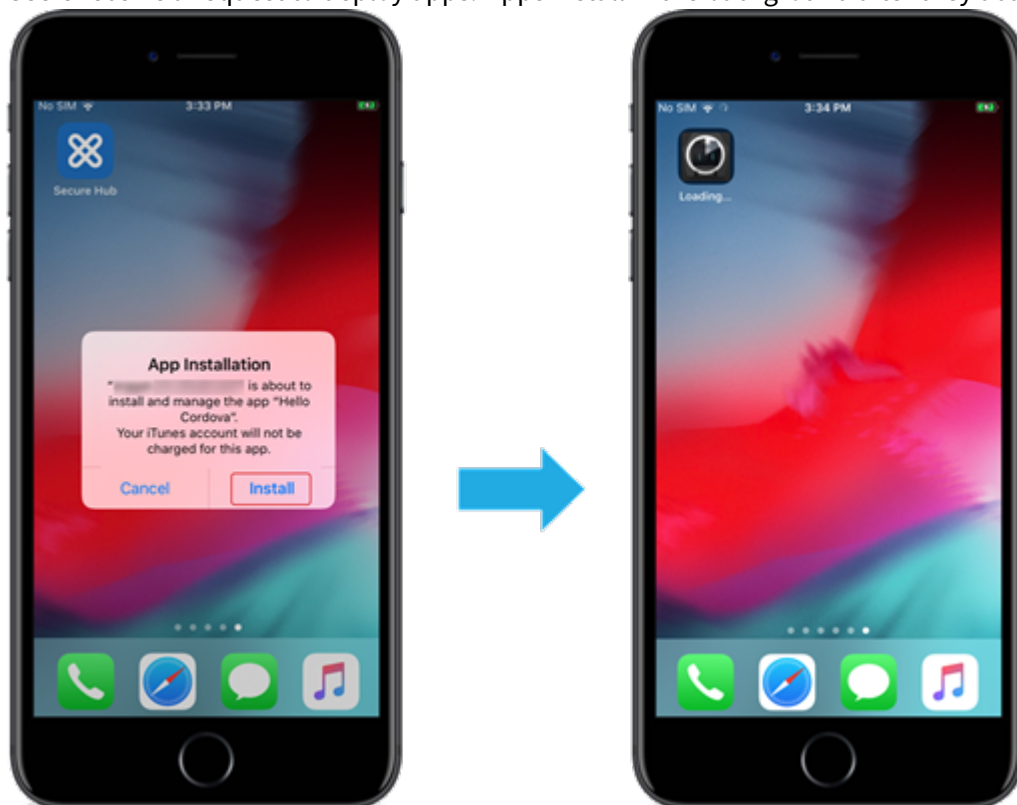 No SIM
3:33 PM
Secure Hub
App Installation
" is about to
install and manage the app "Hello
Cordova".
Your iTunes account will not be
charged for this app.
Cancel
Install
No SIM
3:34 PM
Loading...